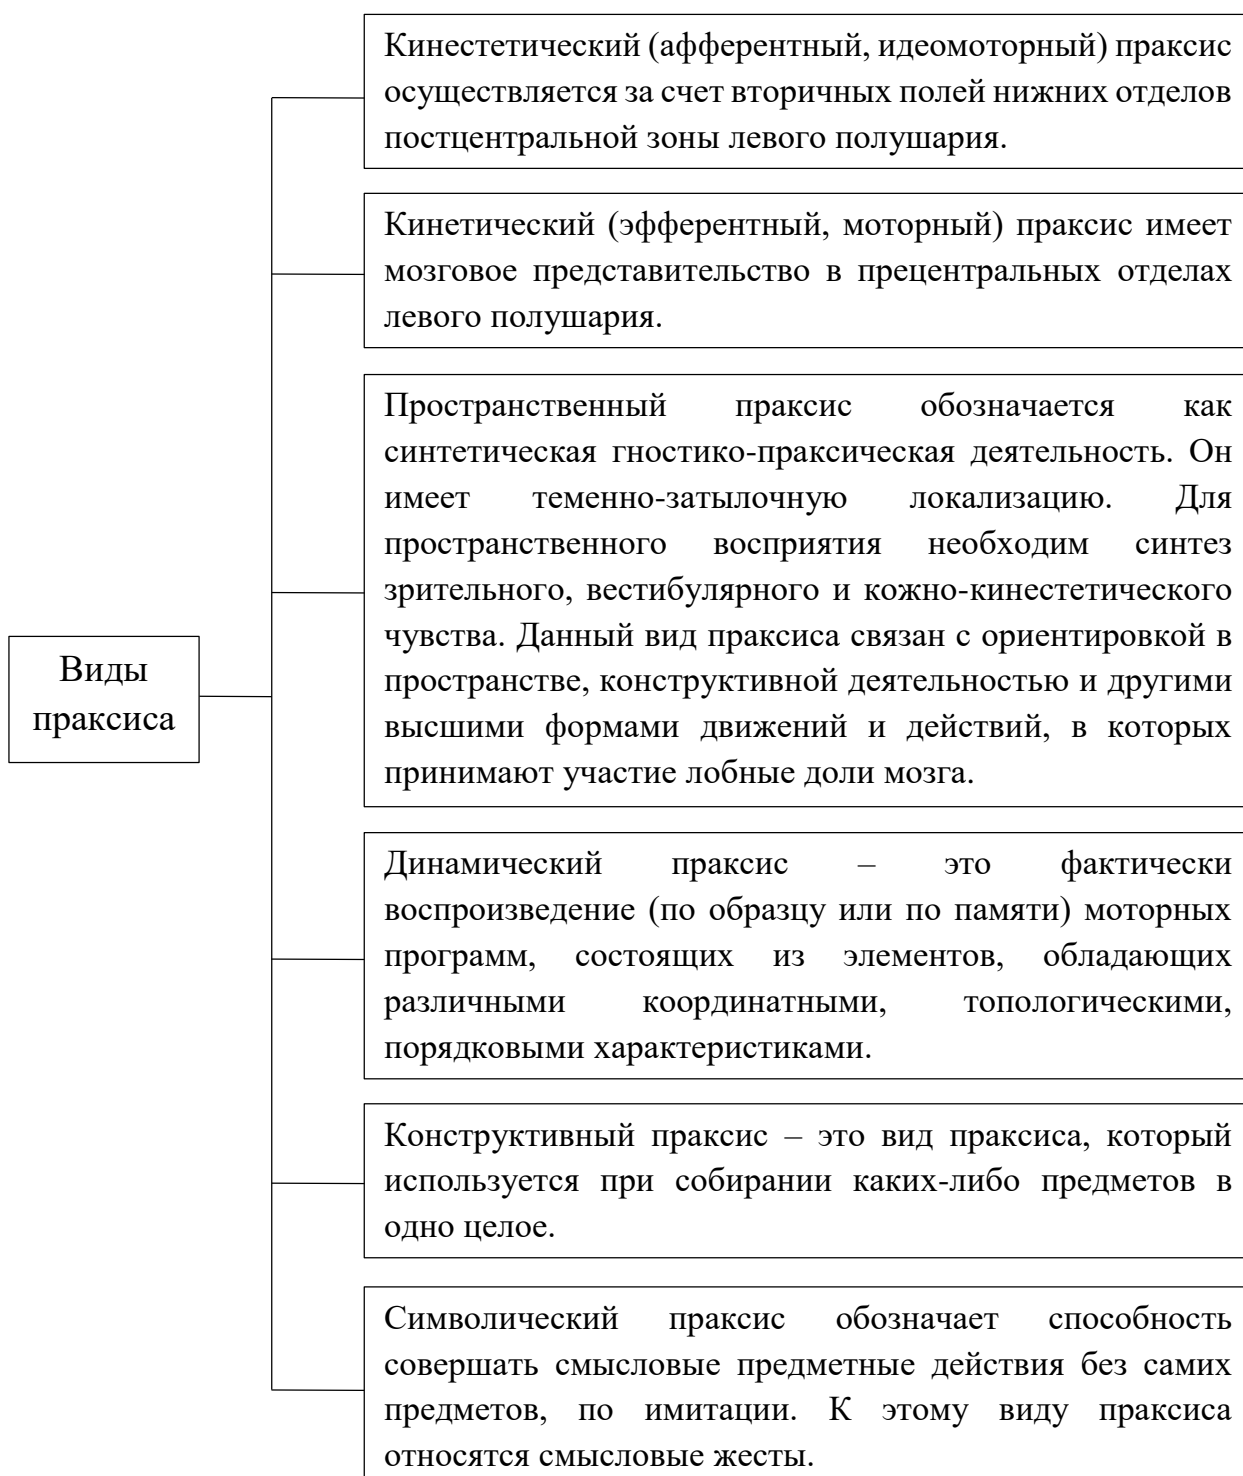 Кинестетический (афферентный, идеомоторный) праксис
осуществляется за счет вторичных полей нижних отделов
постцентральной зоны левого полушария.
Кинетический (эфферентный, моторный) праксис имеет
мозговое представительство в прецентральных отделах
левого полушария.
Пространственный праксис обозначается как
синтетическая гностико-праксическая деятельность. Он
имеет теменно-затылочную локализацию. Для
пространственного восприятия необходим синтез
зрительного, вестибулярного и кожно-кинестетического
чувства. Данный вид праксиса связан с ориентировкой в
пространстве, конструктивной деятельностью и другими
высшими формами движений и действий, в которых
принимают участие лобные доли мозга.
Виды
праксиса
Динамический праксис – это фактически
воспроизведение (по образцу или по памяти) моторных
программ, состоящих из элементов, обладающих
различными координатными, топологическими,
порядковыми характеристиками.
Конструктивный праксис – это вид праксиса, который
используется при собирании каких-либо предметов в
одно целое.
Символический праксис обозначает способность
совершать смысловые предметные действия без самих
предметов, по имитации. К этому виду праксиса
относятся смысловые жесты.